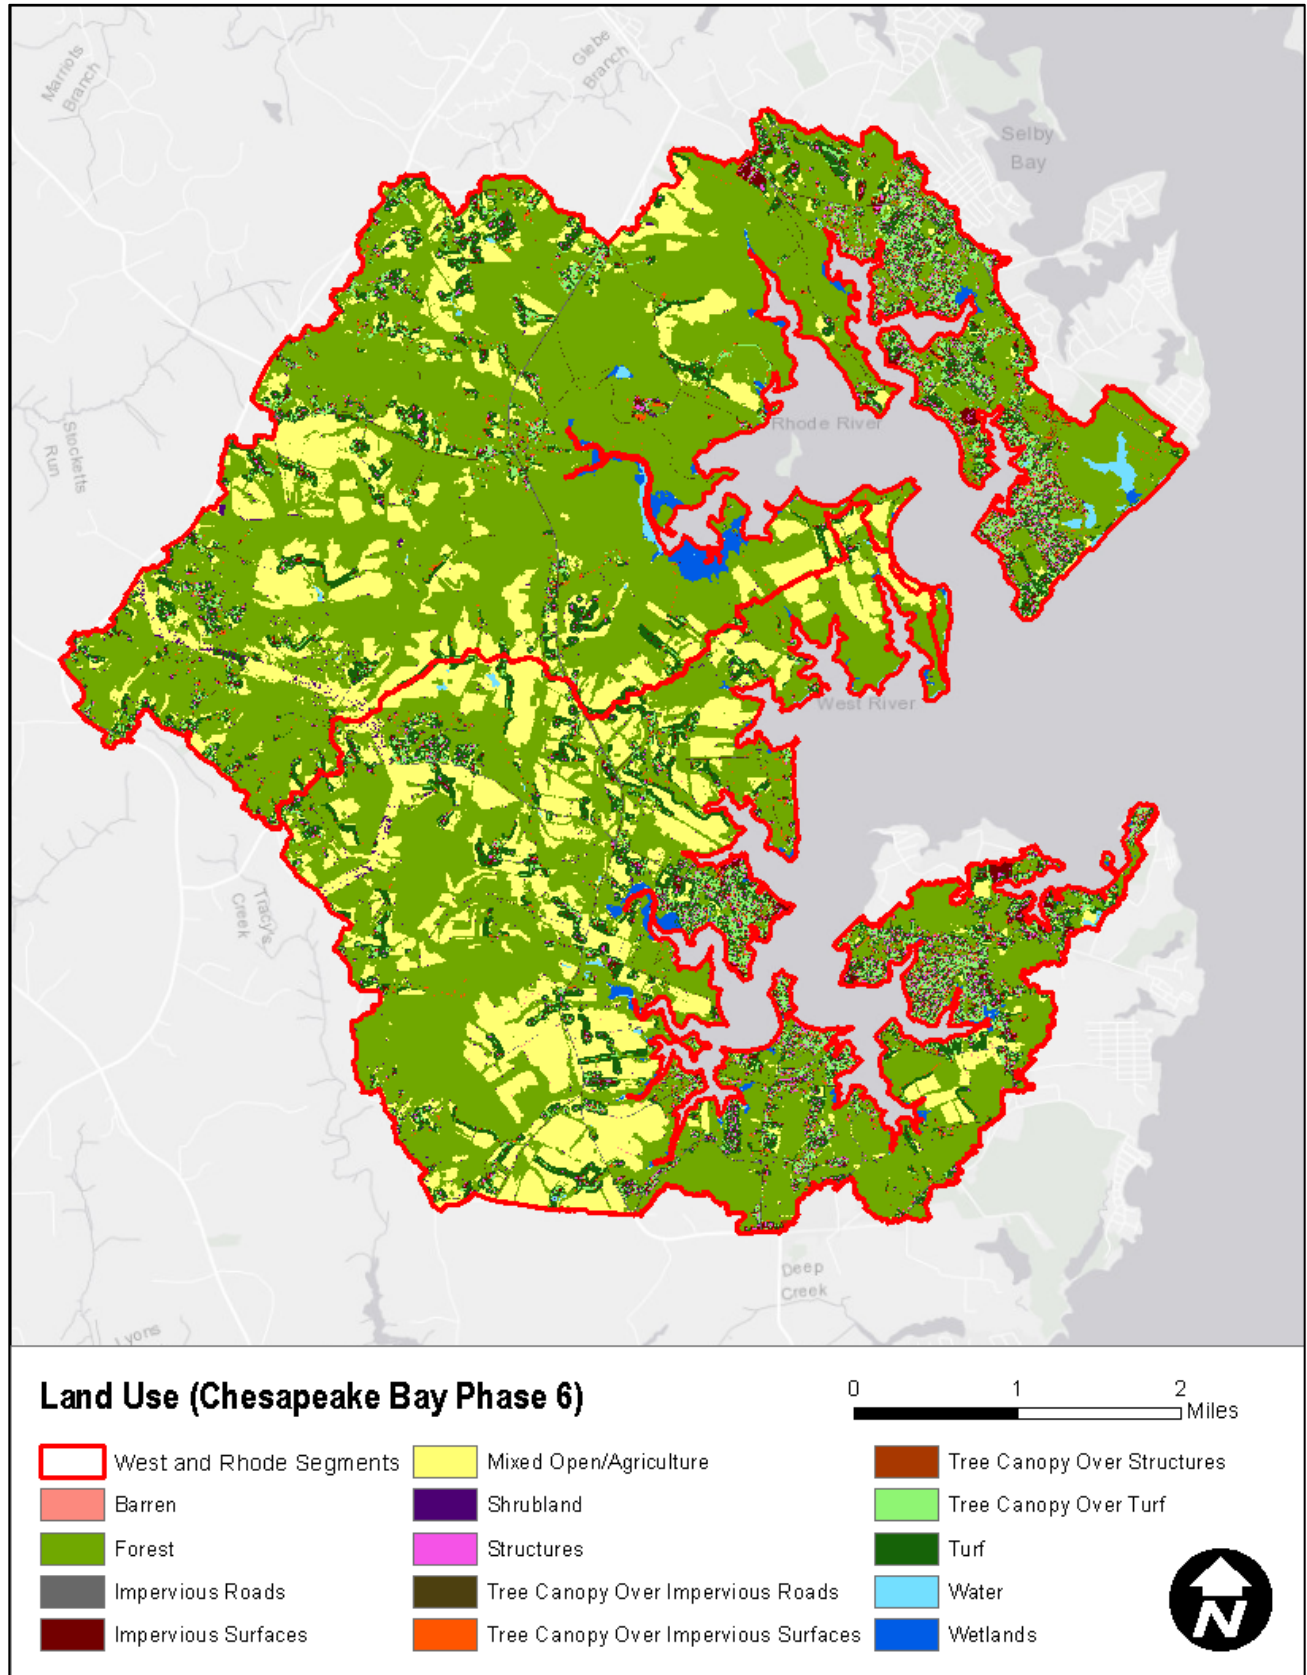 Marriots
Branch
Glebe
Branch
Selby
Bay
Rhode River
Stocketts
Run
West River
Tracy's
Creek
Deep
Creek
Lyons
Land Use (Chesapeake Bay Phase 6)
0 1 2
Miles
West and Rhode Segments
Barren
Forest
Impervious Roads
Impervious Surfaces
Mixed Open/Agriculture
Shrubland
Structures
Tree Canopy Over Impervious Roads
Tree Canopy Over Impervious Surfaces
Tree Canopy Over Structures
Tree Canopy Over Turf
Turf
Water
Wetlands
N